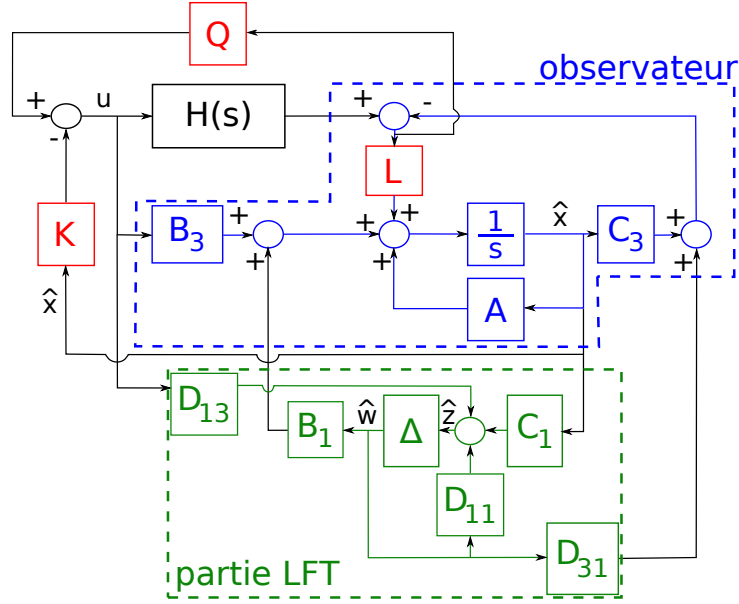 Q
observateur
+
u
H(s)
+
-
-
L
K
B3
+
+
+
+
1
s
x̂
C3
+
+
x̂
A
+
D13
B1
ŵ
Δ
ẑ
C1
D11
D31
partie LFT